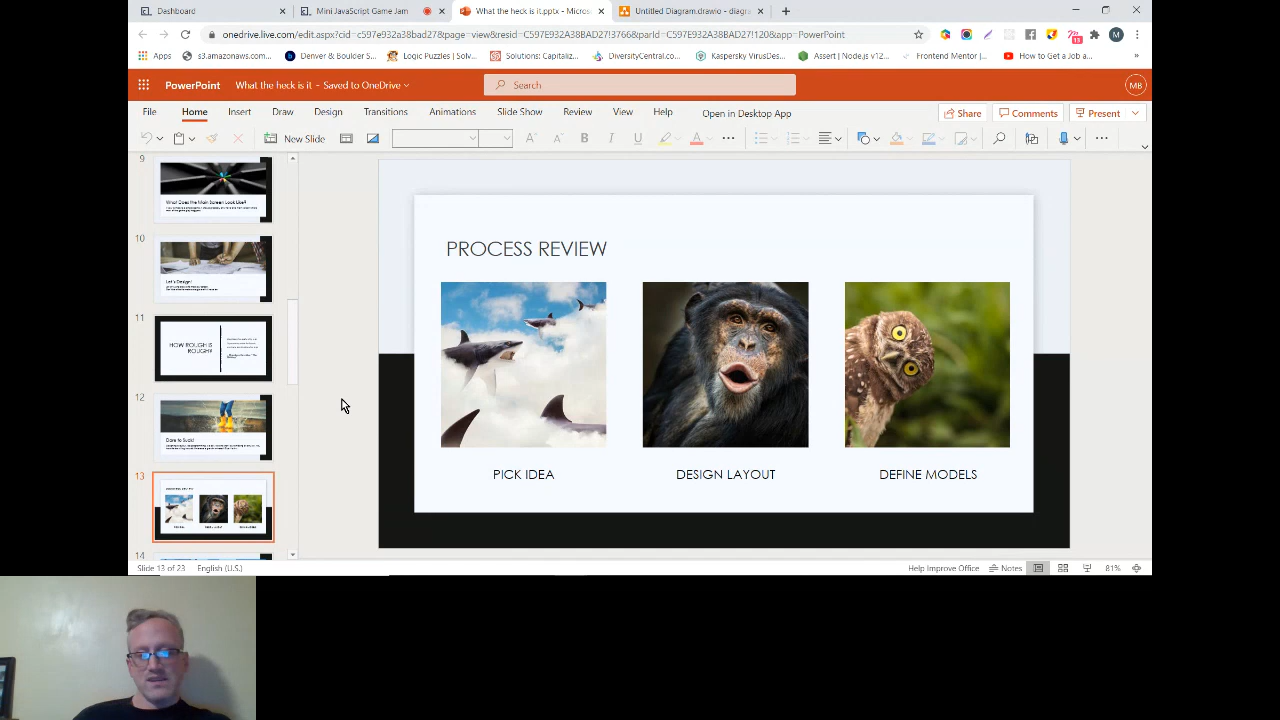 Dashboard
Mini JavaScript Game Jam
What the heck is it.pptx - Micros
Untitled Diagram.drawio - diagra
onedrive.live.com/edit.aspx?cid=c597e932a38bad27&page=view&resid=C597E932A38BAD27!3766&parId=C597E932A38BAD27!120&app=PowerPoint
M
Apps
s3.amazonaws.com...
Denver & Boulder S...
Logic Puzzles | Solv...
Solutions: Capitaliz...
DiversityCentral.co...
Kaspersky VirusDes...
Assert | Node.js v12...
Frontend Mentor |...
How to Get a Job a...
PowerPoint
What the heck is it - Saved to OneDrive
Search
MB
File Home Insert Draw Design Transitions Animations Slide Show Review View Help Open in Desktop App
Share Comments Present
New Slide
9
What Does the Main Screen Look Like?
10
Let's Design!
11
HOW ROUGH IS ROUGH?
12
Dare to Suck!
13
14
PROCESS REVIEW
PICK IDEA
DESIGN LAYOUT
DEFINE MODELS
Slide 13 of 23 English (U.S.)
Help Improve Office Notes 81%